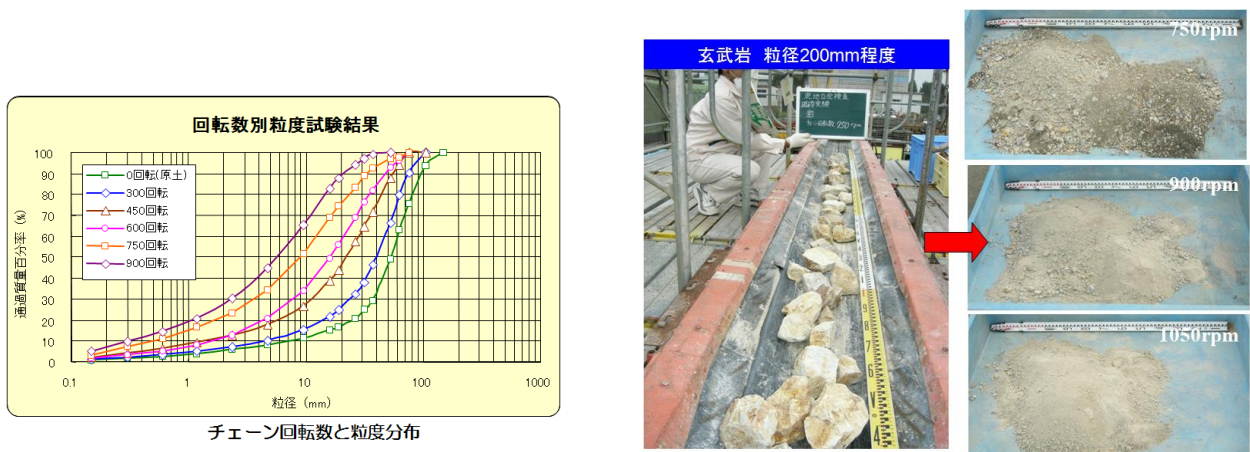 回転数別粒度試験結果
通過質量百分率 (%)
100
90
80
70
60
50
40
30
20
10
0
0回転(原土)
300回転
450回転
600回転
750回転
900回転
0.1
1
10
100
1000
粒径 (mm)
チェーン回転数と粒度分布
玄武岩 粒径200mm程度
750rpm
900rpm
1050rpm